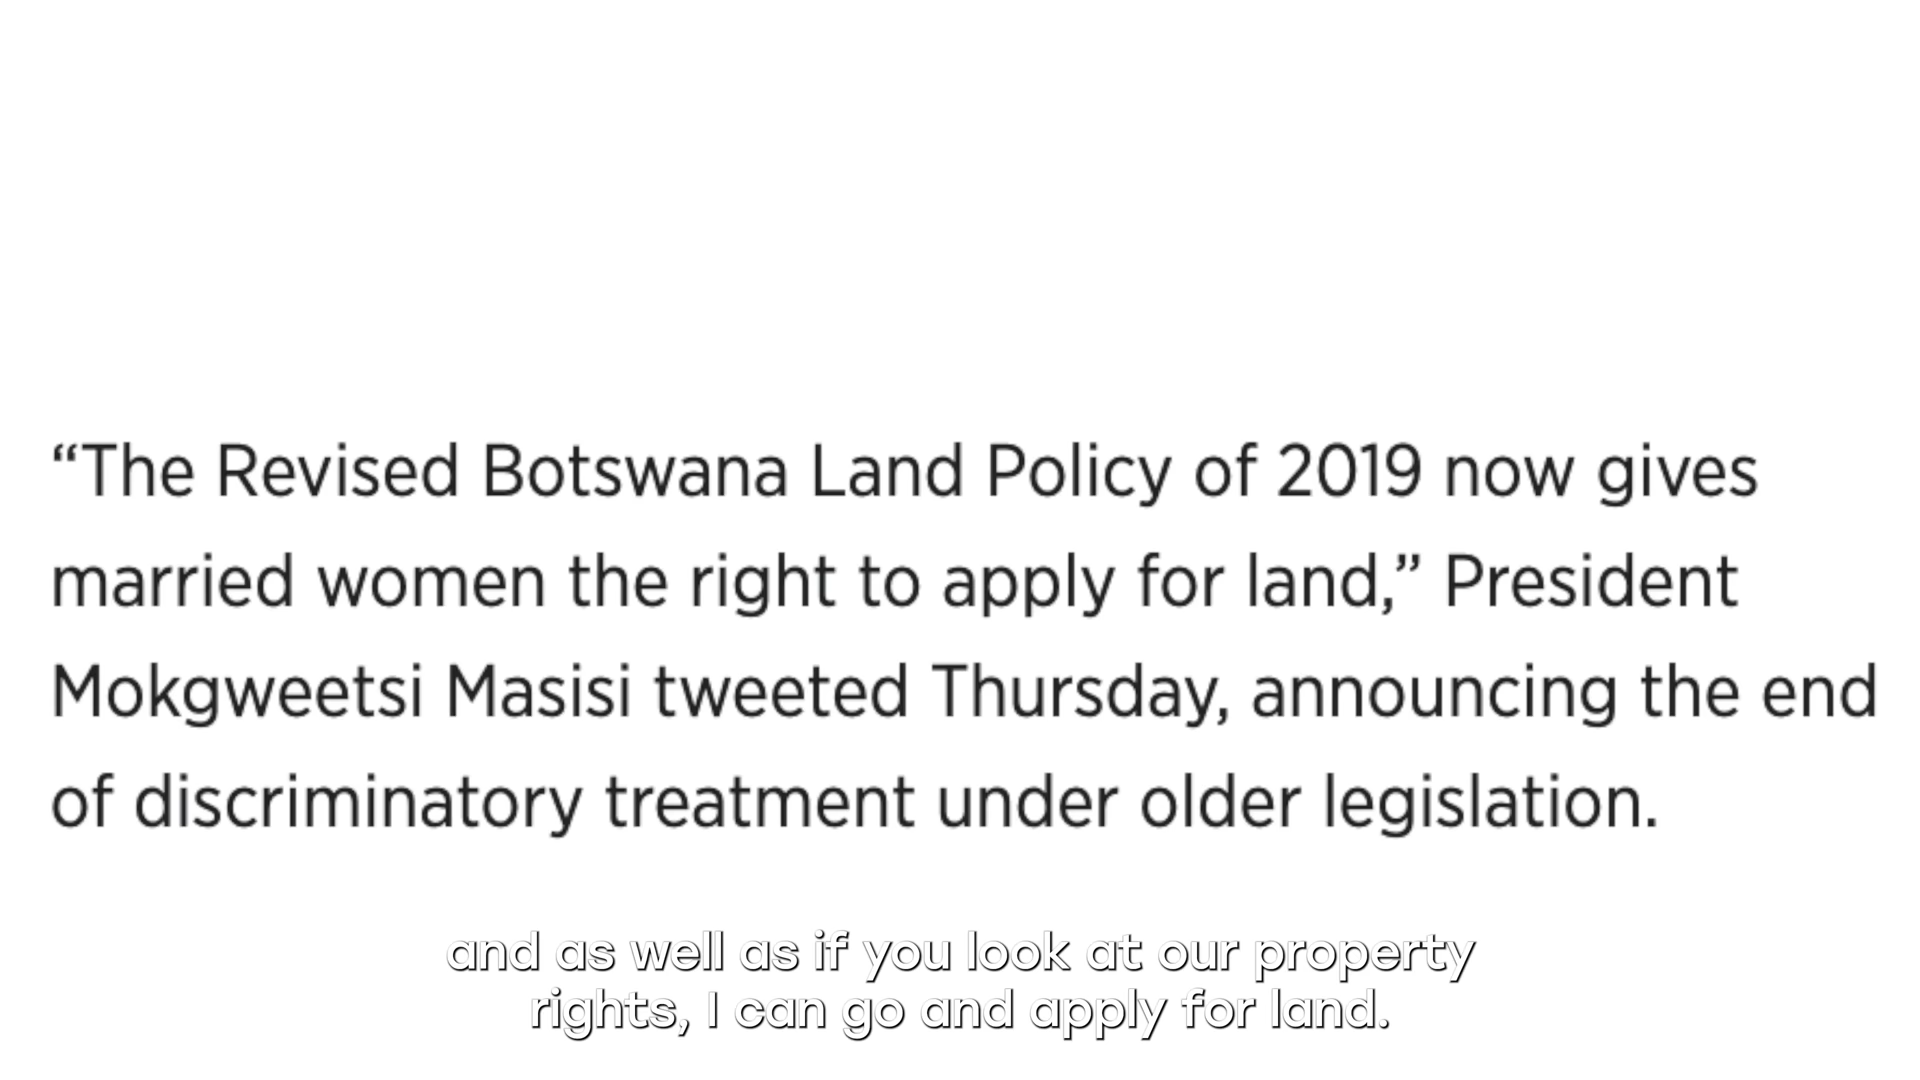 “The Revised Botswana Land Policy of 2019 now gives
married women the right to apply for land,” President
Mokgweetsi Masisi tweeted Thursday, announcing the end
of discriminatory treatment under older legislation.
and as well as if you look at our property
rights, I can go and apply for land.